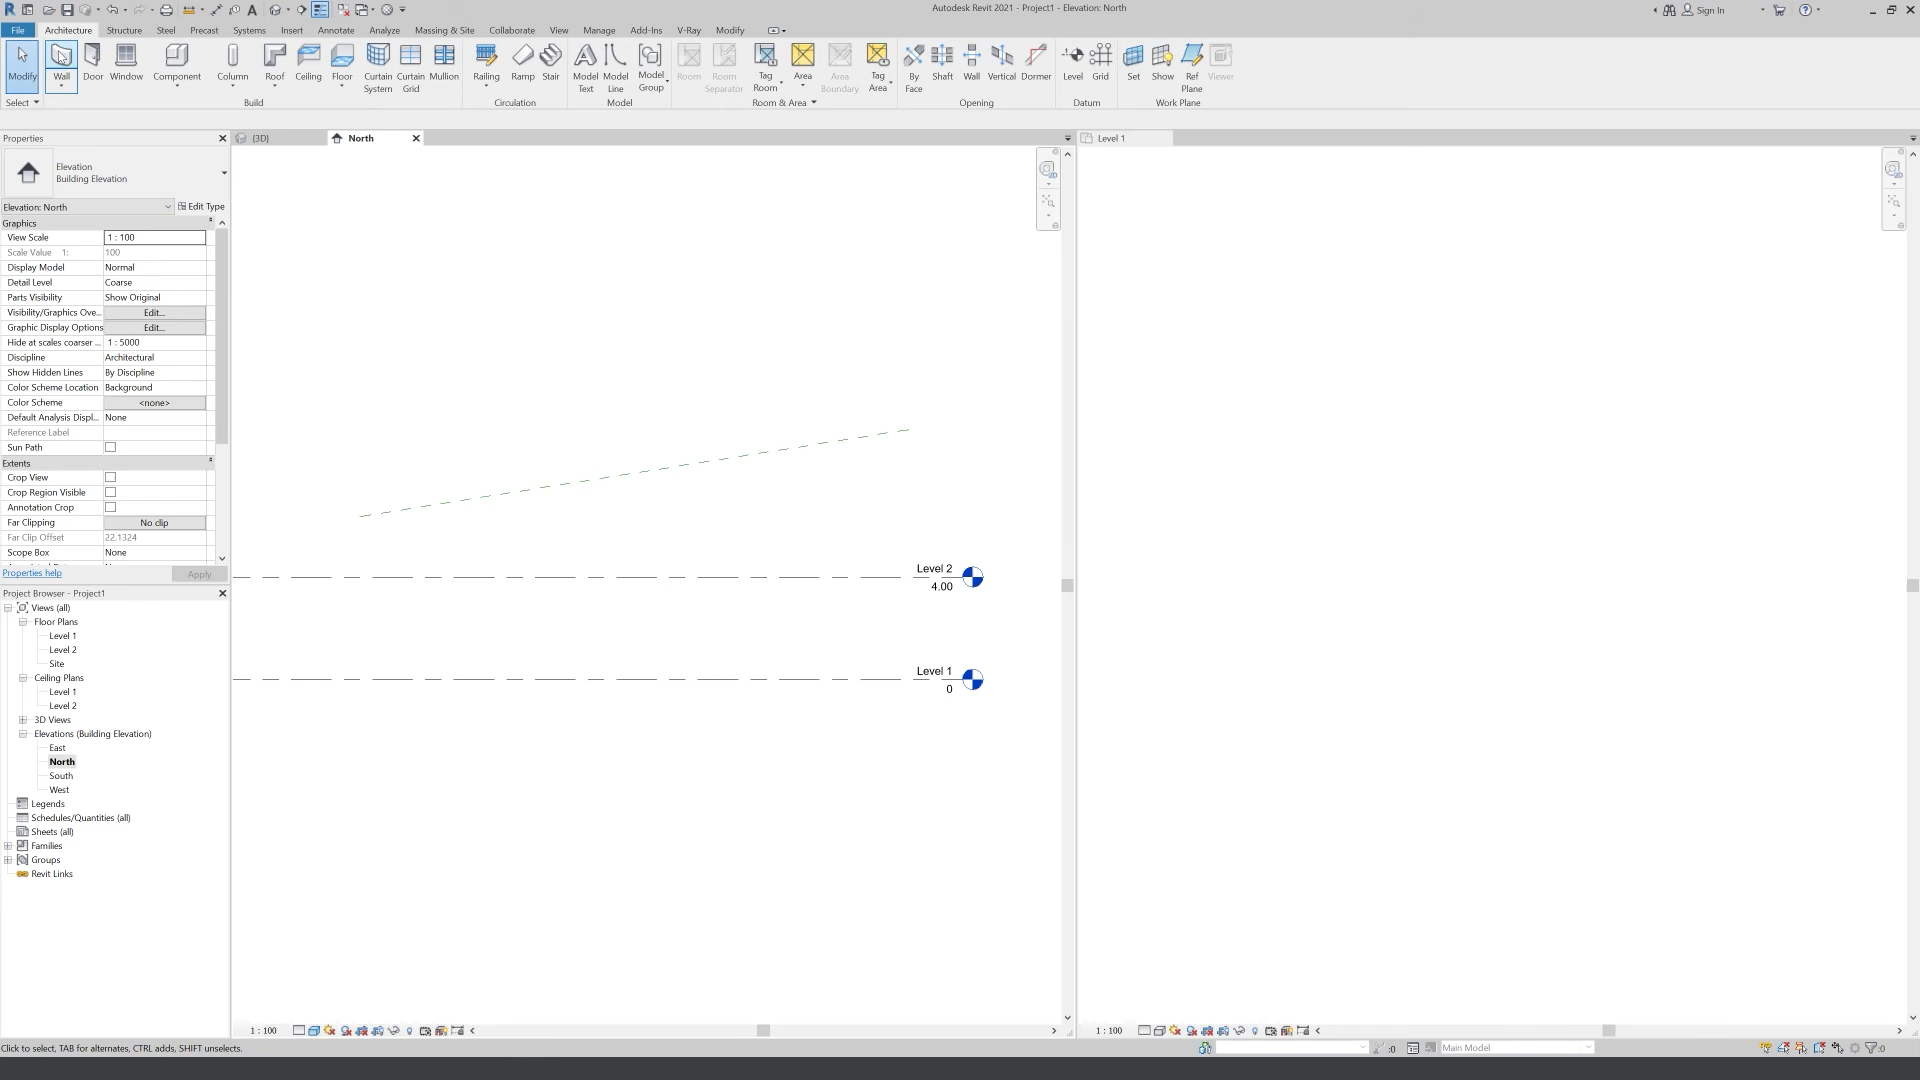 Autodesk Revit 2021 - Project1 - Elevation: North
Sign In
File Architecture Structure Steel Precast Systems Insert Annotate Analyze Massing & Site Collaborate View Manage Add-Ins V-Ray Modify
Modify Wall Door Window Component Column Roof Ceiling Floor Curtain System Curtain Grid Mullion Railing Ramp Stair Model Text Model Line Model Group Room Room Separator Tag Room Area Area Boundary Tag Area By Face Shaft Wall Vertical Dormer Level Grid Set Show Ref Plane Viewer
Select Build Circulation Model Room & Area Opening Datum Work Plane
Properties
{3D} North Level 1
Elevation
Building Elevation
Elevation: North Edit Type
Graphics
View Scale 1 : 100
Scale Value 1: 100
Display Model Normal
Detail Level Coarse
Parts Visibility Show Original
Visibility/Graphics Ove... Edit...
Graphic Display Options Edit...
Hide at scales coarser ... 1 : 5000
Discipline Architectural
Show Hidden Lines By Discipline
Color Scheme Location Background
Color Scheme <none>
Default Analysis Displ... None
Reference Label
Sun Path
Extents
Crop View
Crop Region Visible
Annotation Crop
Far Clipping No clip
Far Clip Offset 22.1324
Scope Box None
Properties help Apply
Project Browser - Project1
Views (all)
Floor Plans
Level 1
Level 2
Site
Ceiling Plans
Level 1
Level 2
3D Views
Elevations (Building Elevation)
East
North
South
West
Legends
Schedules/Quantities (all)
Sheets (all)
Families
Groups
Revit Links
Level 2
4.00
Level 1
0
1 : 100
1 : 100
Click to select, TAB for alternates, CTRL adds, SHIFT unselects.
:0
Main Model
:0